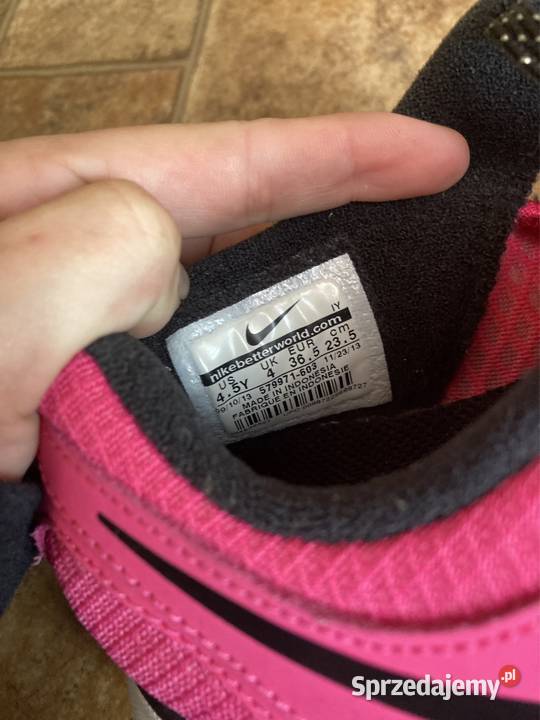 IY
nikebetterworld.com
US UK EUR cm
4.5Y 4 36.5 23.5
09/10/13 579971-603 11/23/13
MADE IN INDONESIA
FABRIQUE EN INDONESIE
Sprzedajemy.pl